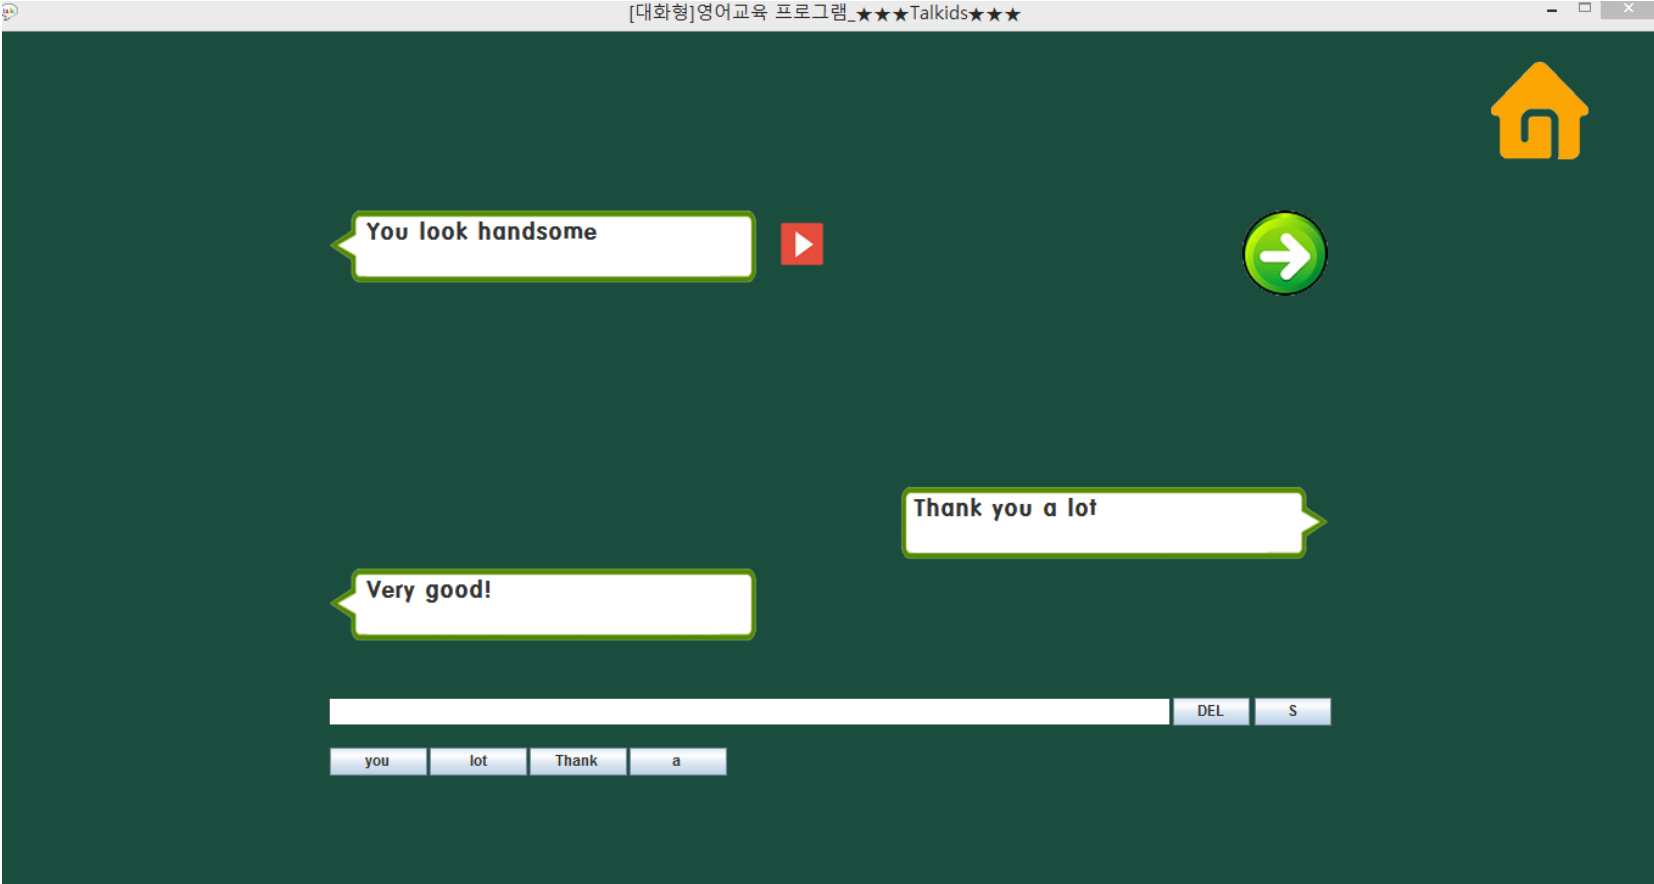 [대화형]영어교육 프로그램_★★★Talkids★★★
You look handsome
Thank you a lot
Very good!
DEL S
you lot Thank a